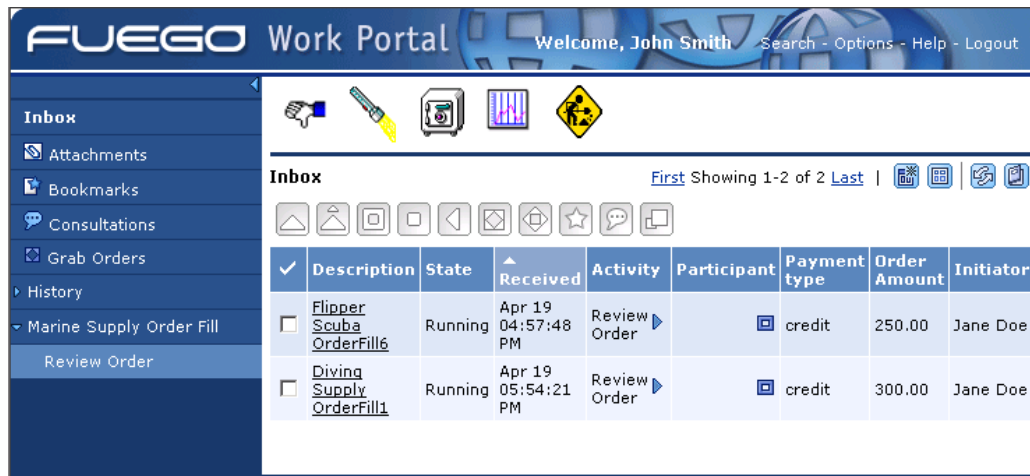 FUEGO Work Portal
Welcome, John Smith
Search - Options - Help - Logout
Inbox
Attachments
Bookmarks
Consultations
Grab Orders
History
Marine Supply Order Fill
Review Order
Inbox
First Showing 1-2 of 2 Last |
Description State Received Activity Participant Payment type Order Amount Initiator
Flipper Scuba OrderFill6 Running Apr 19 04:57:48 PM Review Order credit 250.00 Jane Doe
Diving Supply OrderFill1 Running Apr 19 05:54:21 PM Review Order credit 300.00 Jane Doe